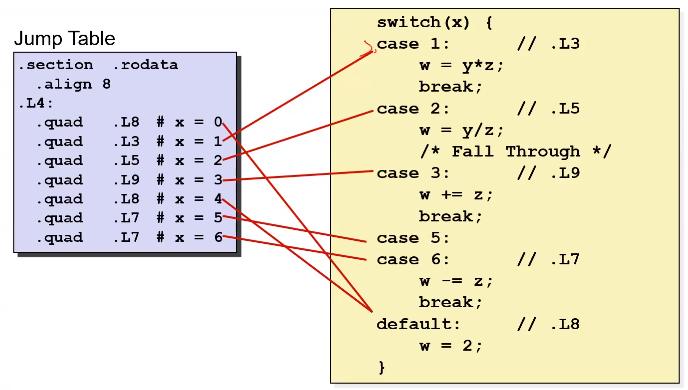 Jump Table
.section .rodata
.align 8
.L4:
.quad .L8 # x = 0
.quad .L3 # x = 1
.quad .L5 # x = 2
.quad .L9 # x = 3
.quad .L8 # x = 4
.quad .L7 # x = 5
.quad .L7 # x = 6
switch(x) {
case 1: // .L3
w = y*z;
break;
case 2: // .L5
w = y/z;
/* Fall Through */
case 3: // .L9
w += z;
break;
case 5:
case 6: // .L7
w -= z;
break;
default: // .L8
w = 2;
}